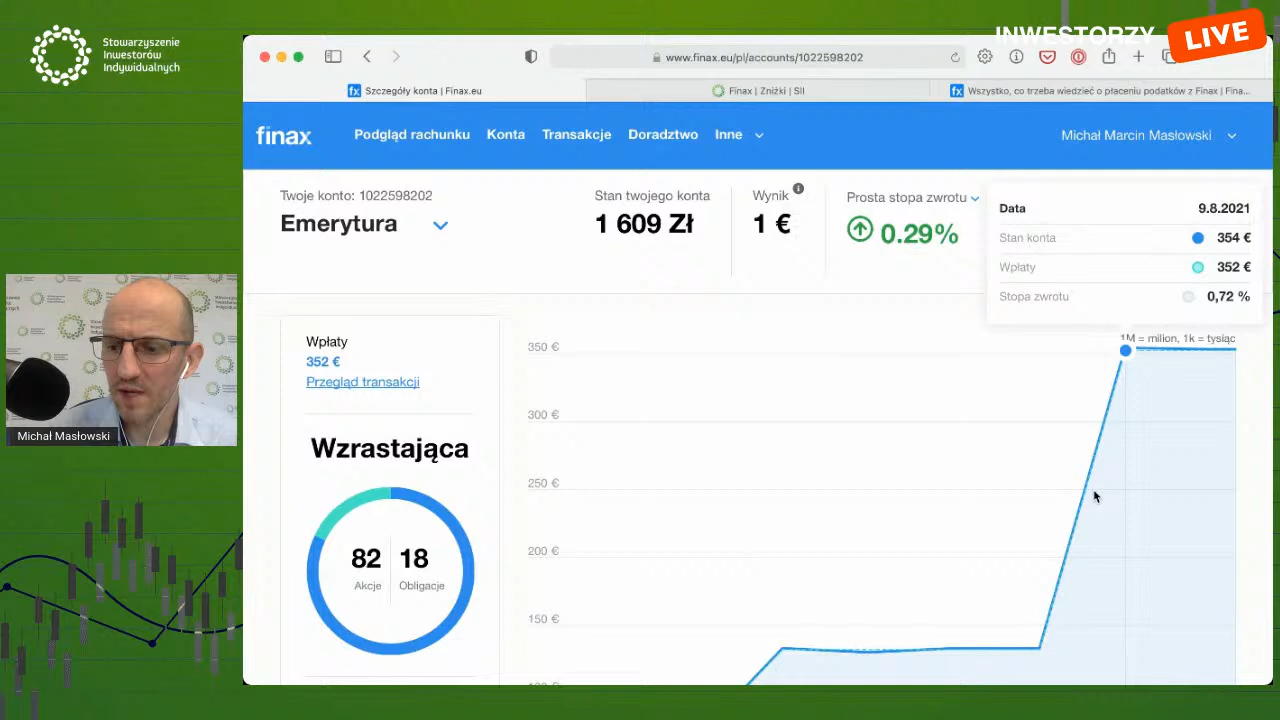 Stowarzyszenie
Inwestorów
Indywidualnych
INWESTORZY LIVE
www.finax.eu/pl/accounts/1022598202
fx Szczegóły konta | Finax.eu
Finax | Zniżki | SII
fx Wszystko, co trzeba wiedzieć o płaceniu podatków z Finax | Fina...
finax
Podgląd rachunku
Konta
Transakcje
Doradztwo
Inne
Michał Marcin Masłowski
Twoje konto: 1022598202
Emerytura
Stan twojego konta
1 609 Zł
Wynik
1 €
Prosta stopa zwrotu
0.29%
Data 9.8.2021
Stan konta 354 €
Wpłaty 352 €
Stopa zwrotu 0,72 %
1M = milion, 1k = tysiąc
Wpłaty
352 €
Przegląd transakcji
Wzrastająca
82 18
Akcje Obligacje
350 €
300 €
250 €
200 €
150 €
Michał Masłowski